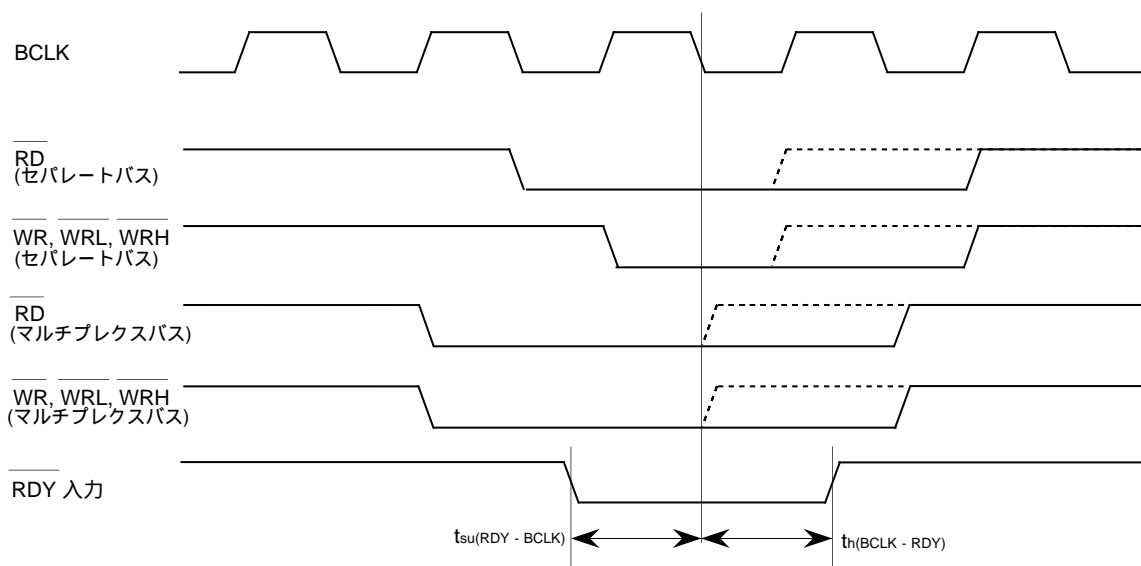 BCLK
RD
(セパレートバス)
WR, WRL, WRH
(セパレートバス)
RD
(マルチプレクスバス)
WR, WRL, WRH
(マルチプレクスバス)
RDY 入力
tsu(RDY - BCLK)
th(BCLK - RDY)